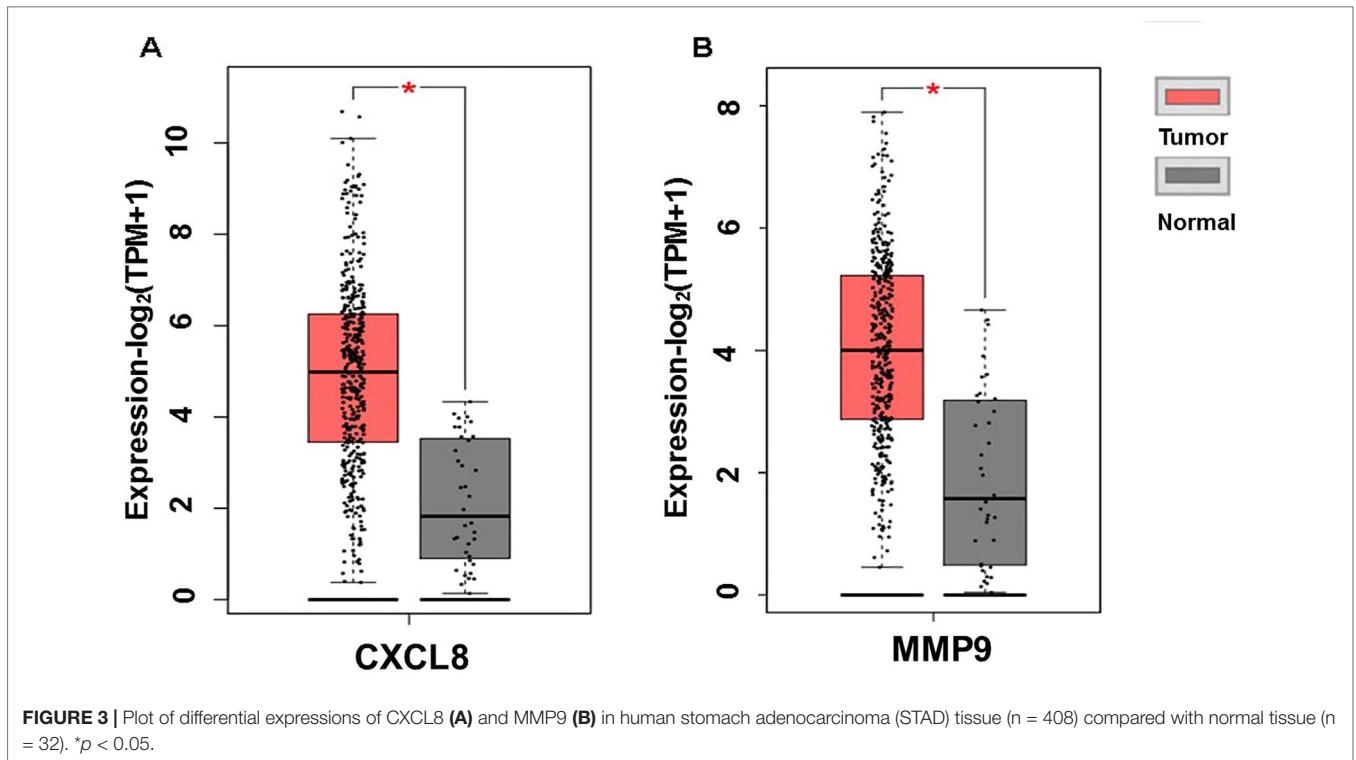 A
B
*
*
Expression-log₂(TPM+1)
10
8
6
4
2
0
CXCL8
Expression-log₂(TPM+1)
8
6
4
2
0
MMP9
Tumor
Normal
FIGURE 3 | Plot of differential expressions of CXCL8 (A) and MMP9 (B) in human stomach adenocarcinoma (STAD) tissue (n = 408) compared with normal tissue (n
= 32). *p < 0.05.